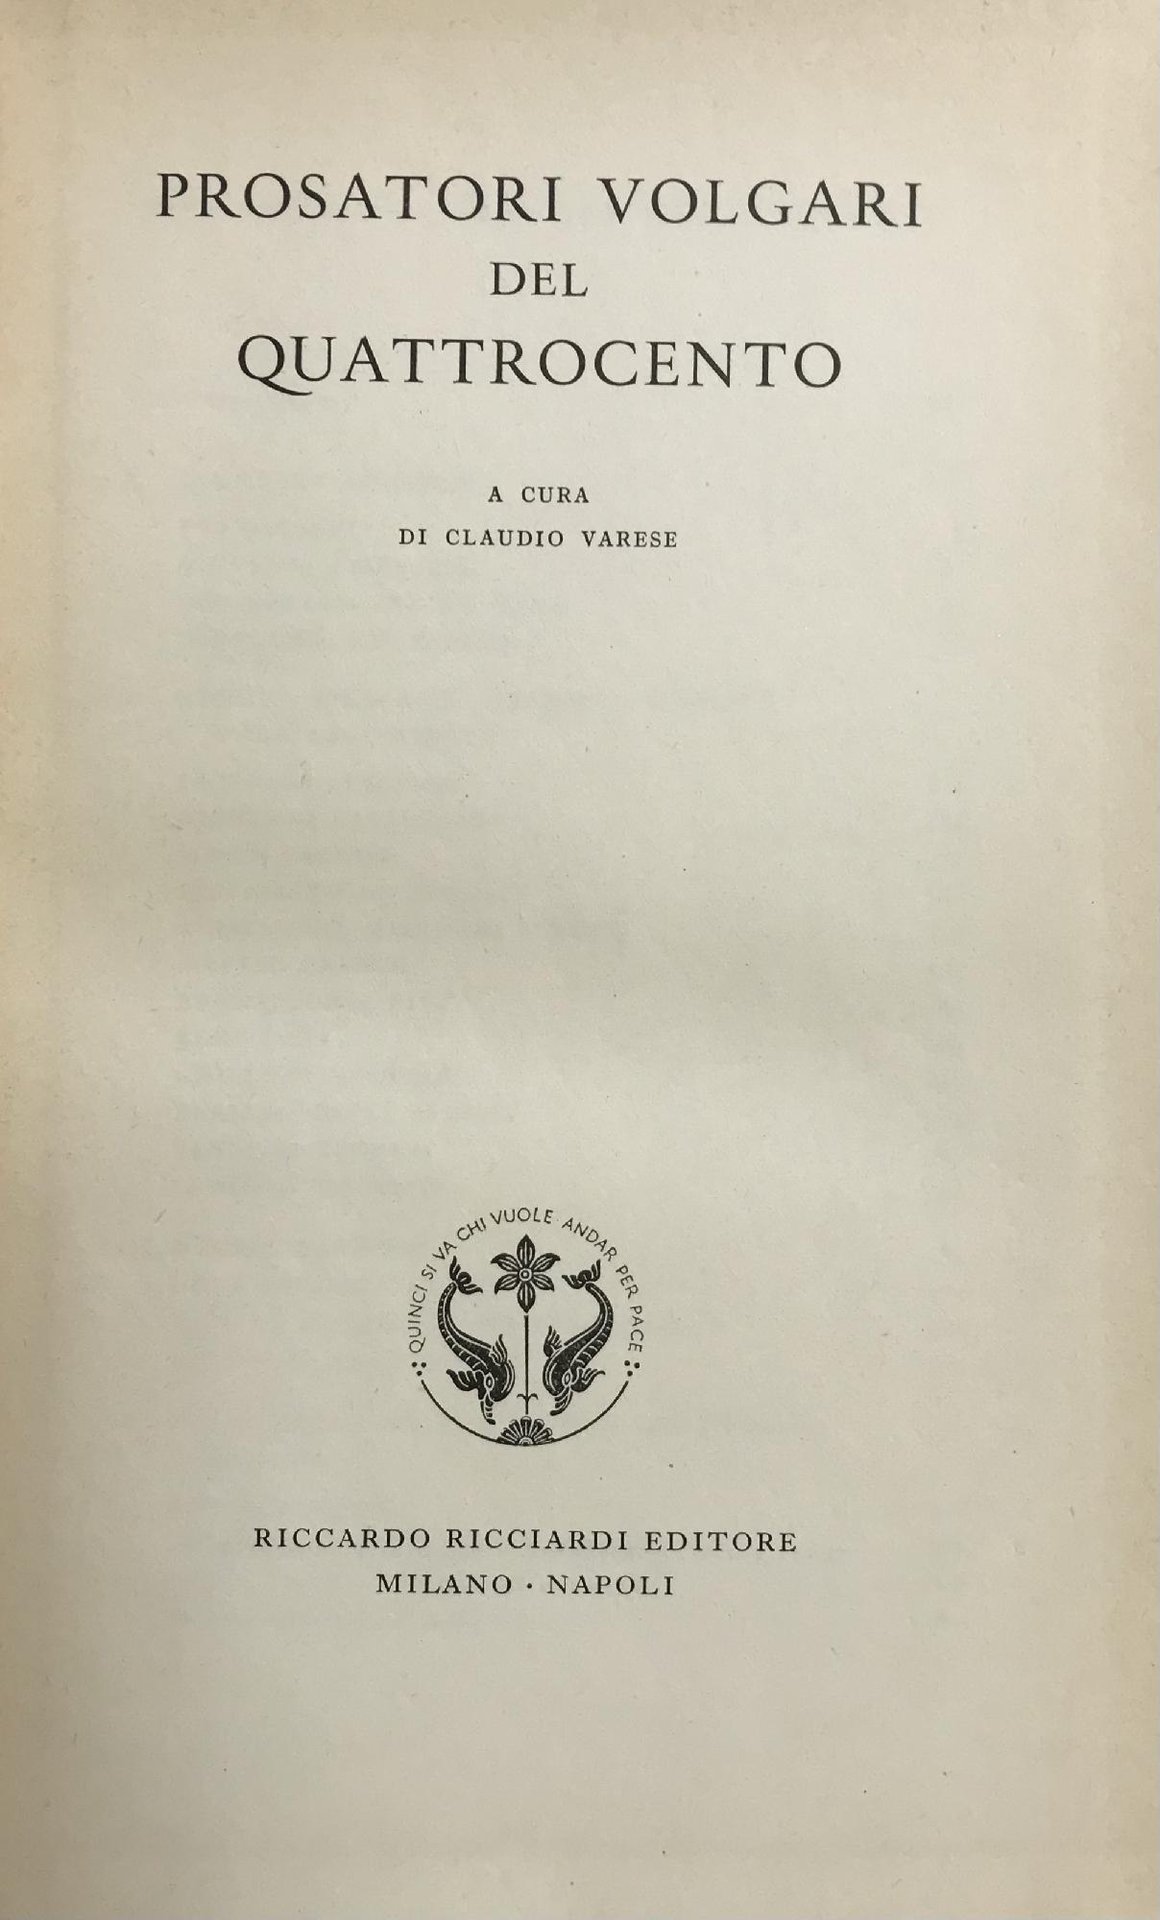 PROSATORI VOLGARI
DEL
QUATTROCENTO
A CURA
DI CLAUDIO VARESE
QUINCI SI VA CHI VUOLE ANDAR PER PACE
RICCARDO RICCIARDI EDITORE
MILANO · NAPOLI